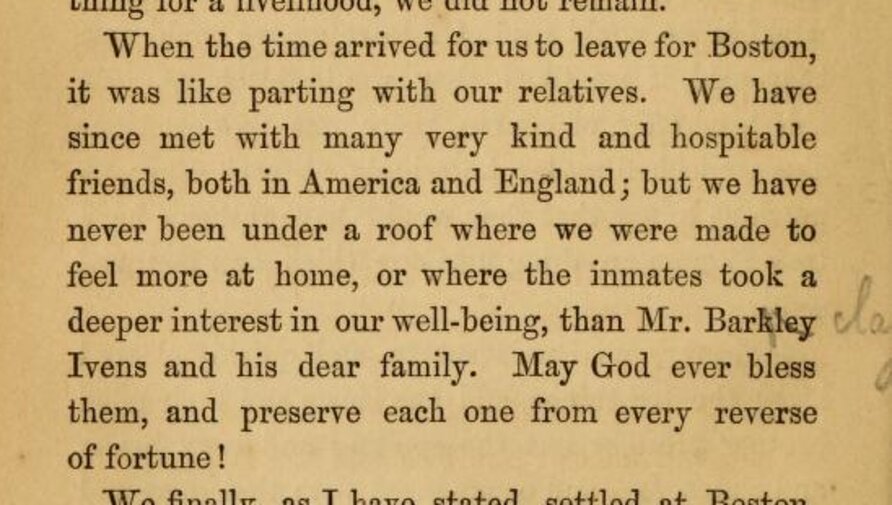 thing for a livelihood, we did not remain.
When the time arrived for us to leave for Boston,
it was like parting with our relatives. We have
since met with many very kind and hospitable
friends, both in America and England; but we have
never been under a roof where we were made to
feel more at home, or where the inmates took a
deeper interest in our well-being, than Mr. Barkley
Ivens and his dear family. May God ever bless
them, and preserve each one from every reverse
of fortune!
We finally, as I have stated, settled at Boston,